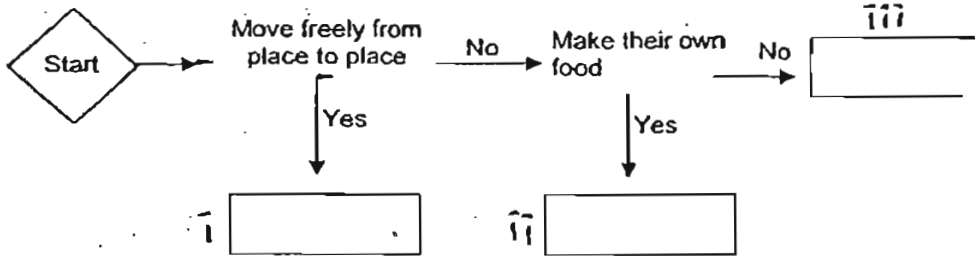 Start
Move freely from
place to place
No
Make their own
food
No
iii
Yes
Yes
i
ii